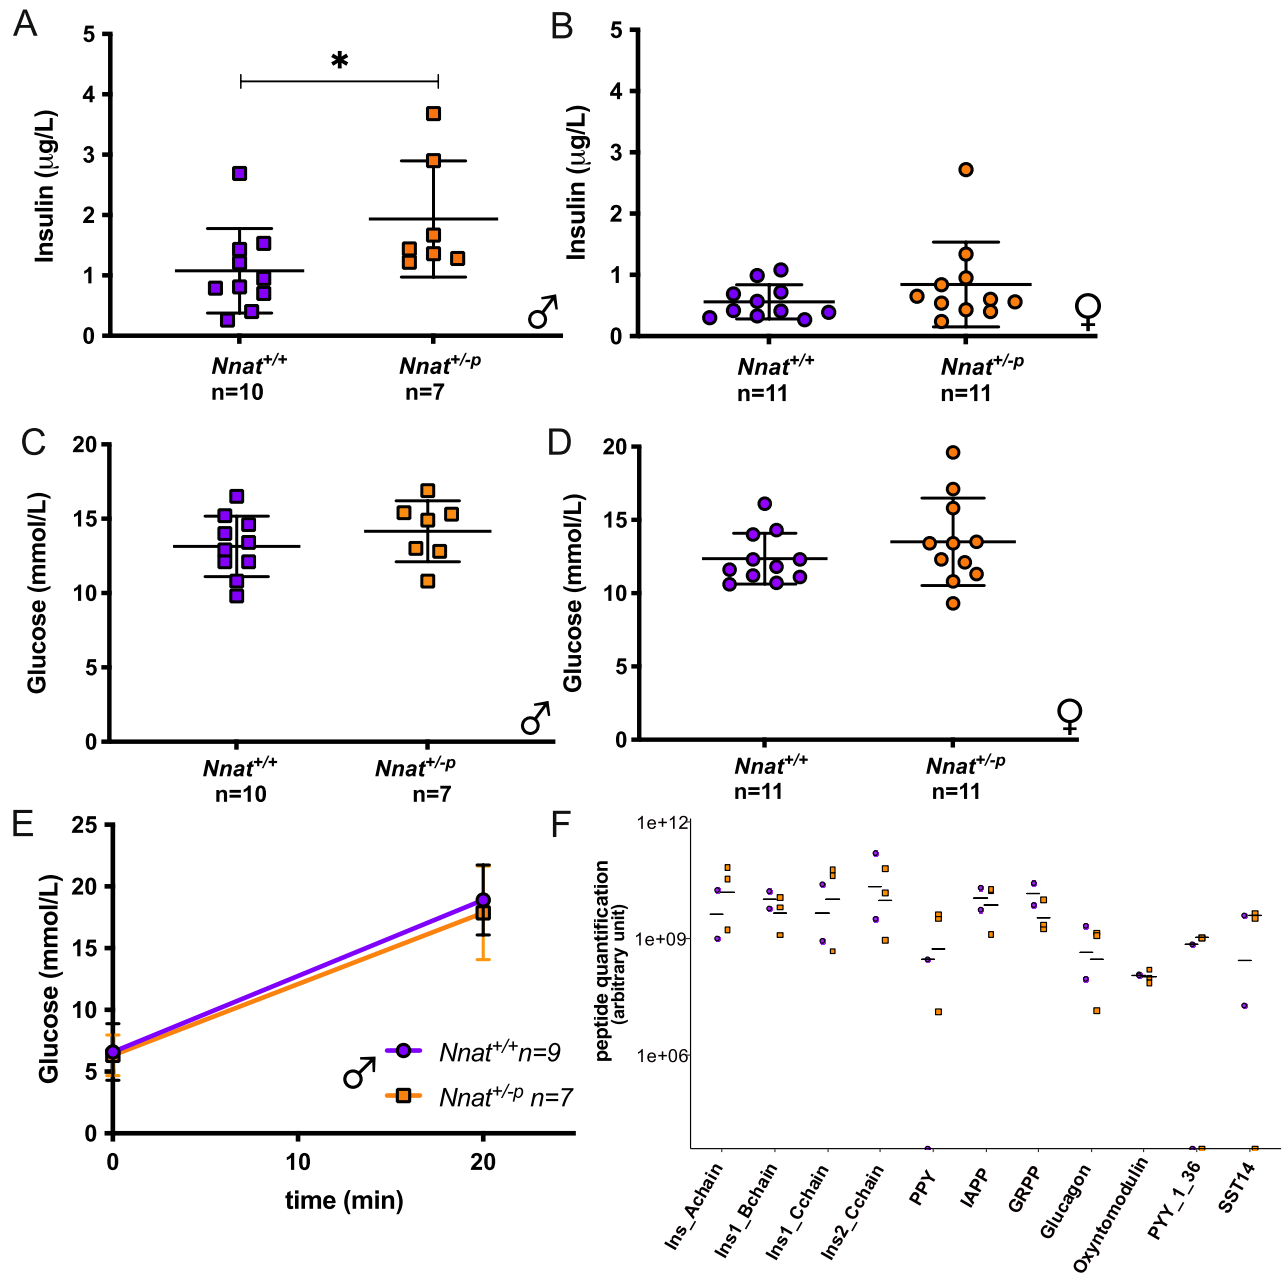 A
5
4
3
2
1
0
Insulin (μg/L)
*
♂
Nnat+/+
n=10
Nnat+/-p
n=7
B
5
4
3
2
1
0
Insulin (μg/L)
♀
Nnat+/+
n=11
Nnat+/-p
n=11
C
20
15
10
5
0
Glucose (mmol/L)
♂
Nnat+/+
n=10
Nnat+/-p
n=7
D
20
15
10
5
0
Glucose (mmol/L)
♀
Nnat+/+
n=11
Nnat+/-p
n=11
E
25
20
15
10
5
0
Glucose (mmol/L)
♂
Nnat+/+n=9
Nnat+/-p n=7
0
10
20
time (min)
F
1e+12
1e+09
1e+06
peptide quantification
(arbitrary unit)
Ins_Achain
Ins1_Bchain
Ins1_Cchain
Ins2_Cchain
PPY
IAPP
GRPP
Glucagon
Oxyntomodulin
PYY_1_36
SST14